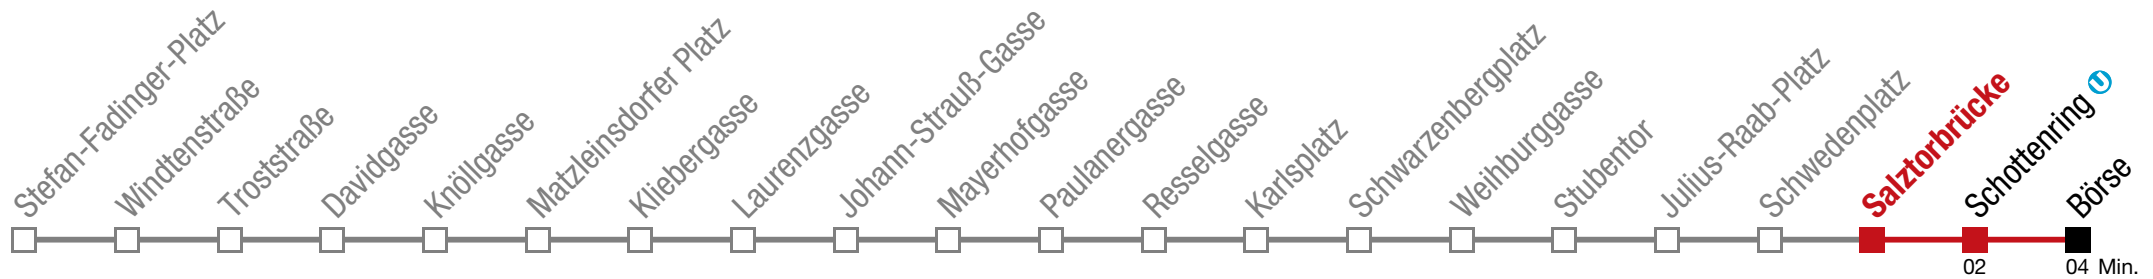 Stefan-Fadinger-Platz
Windtenstraße
Troststraße
Davidgasse
Knöllgasse
Matzleinsdorfer Platz
Kliebergasse
Laurenzgasse
Johann-Strauß-Gasse
Mayerhofgasse
Paulanergasse
Resselgasse
Karlsplatz
Schwarzenbergplatz
Weihburggasse
Stubentor
Julius-Raab-Platz
Schwedenplatz
Salztorbrücke
Schottenring U
Börse
02 04 Min.